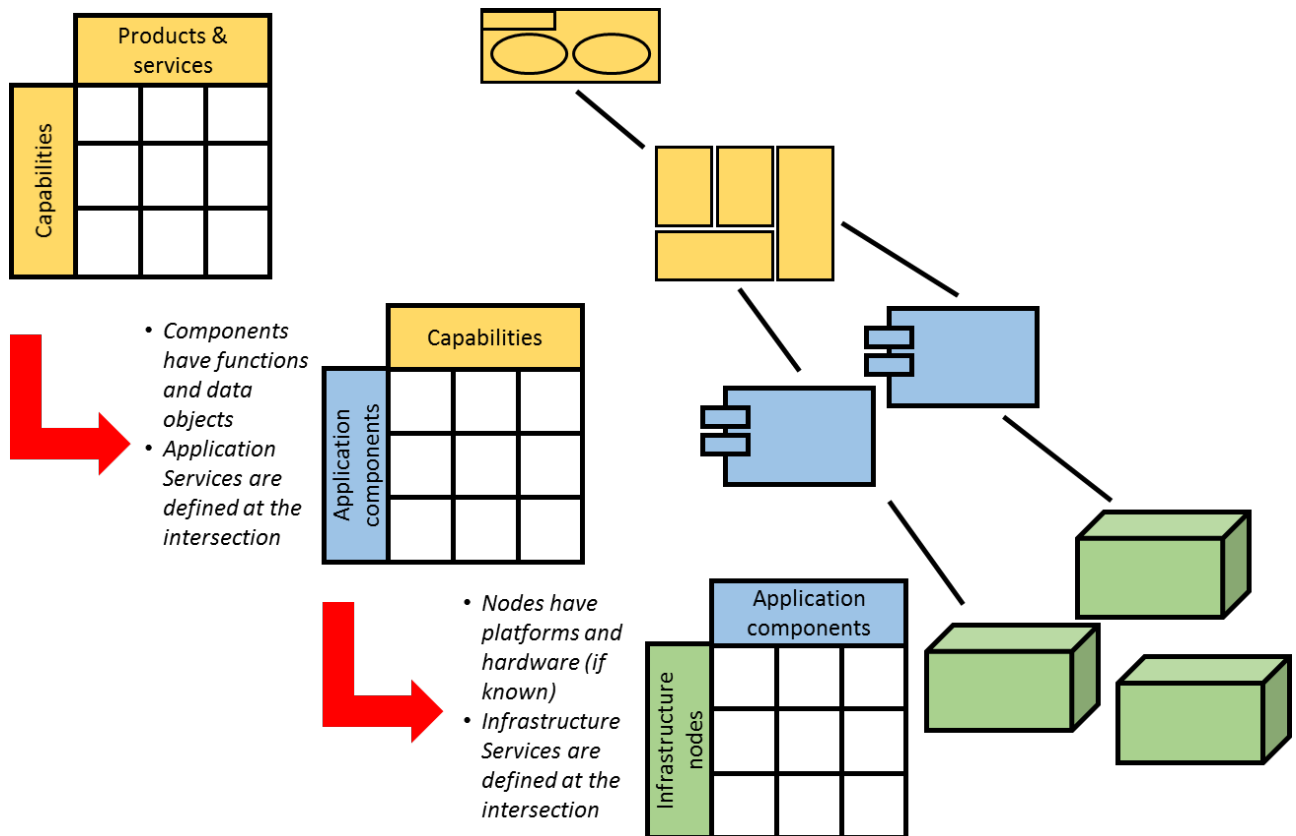 Products &
services
Capabilities
• Components
have functions
and data
objects
• Application
Services are
defined at the
intersection
Capabilities
Application
components
• Nodes have
platforms and
hardware (if
known)
• Infrastructure
Services are
defined at the
intersection
Application
components
Infrastructure
nodes